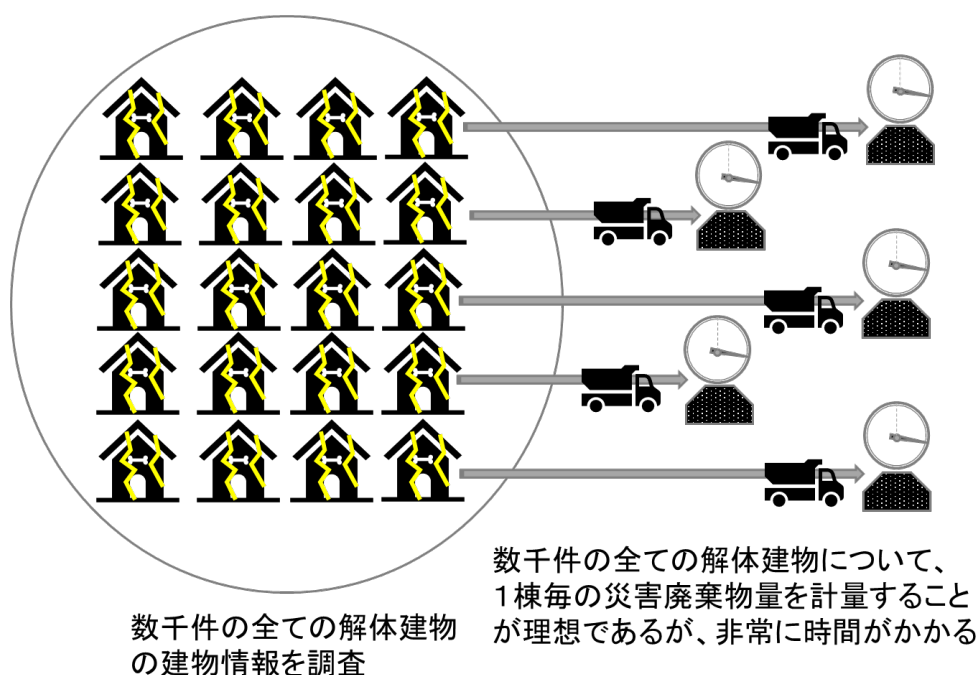 数千件の全ての解体建物
の建物情報を調査
数千件の全ての解体建物について、
１棟毎の災害廃棄物量を計量すること
が理想であるが、非常に時間がかかる